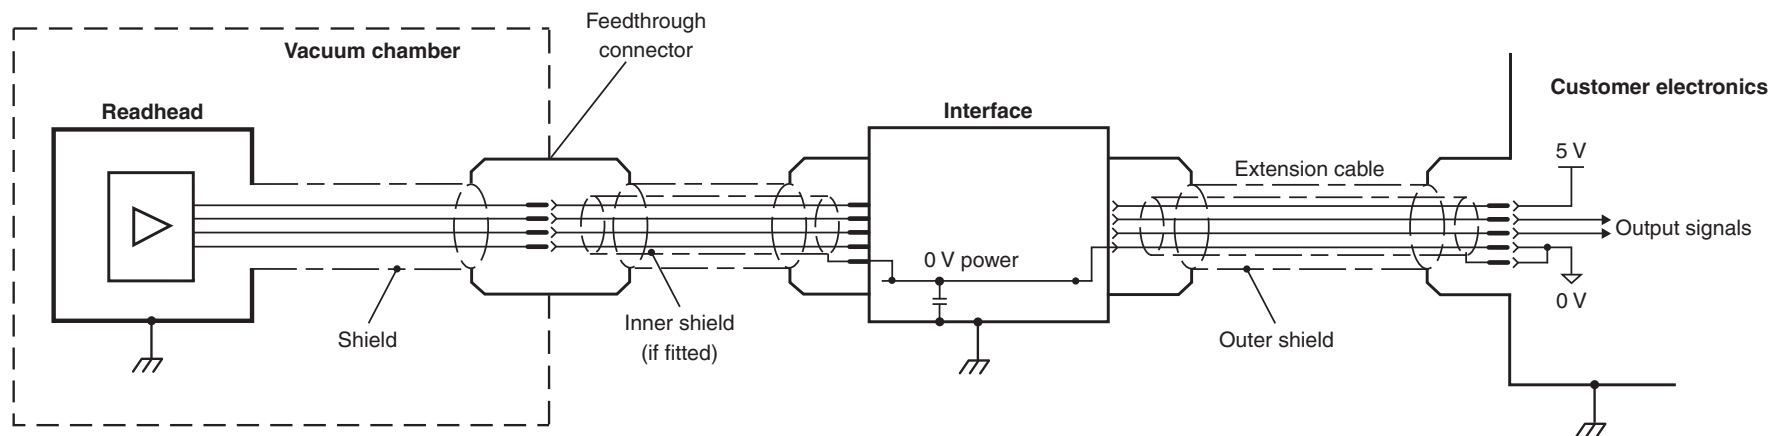 Feedthrough
connector
Vacuum chamber
Readhead
Interface
Customer electronics
5 V
Extension cable
Output signals
0 V power
0 V
Inner shield
(if fitted)
Shield
Outer shield